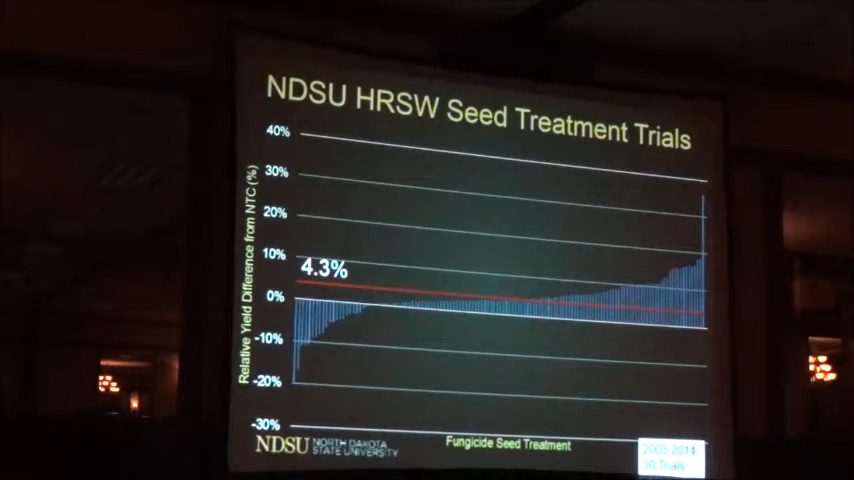 NDSU HRSW Seed Treatment Trials
40%
30%
20%
10%
4.3%
0%
-10%
-20%
-30%
Relative Yield Difference from NTC (%)
Fungicide Seed Treatment
NDSU NORTH DAKOTA
STATE UNIVERSITY
2003-2014
Trials